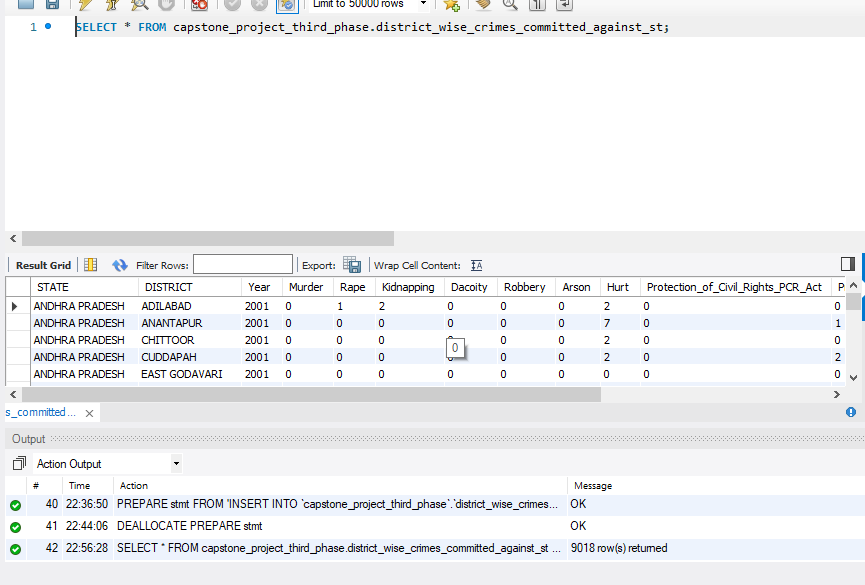 Limit to 50000 rows
1 SELECT * FROM capstone_project_third_phase.district_wise_crimes_committed_against_st;
Result Grid Filter Rows: Export: Wrap Cell Content:
STATE DISTRICT Year Murder Rape Kidnapping Dacoity Robbery Arson Hurt Protection_of_Civil_Rights_PCR_Act
ANDHRA PRADESH ADILABAD 2001 0 1 2 0 0 0 2 0 0
ANANTAPUR 2001 0 0 0 0 0 0 7 0 1
ANDHRA PRADESH CHITTOOR 2001 0 0 0 0 0 2 0 0
ANDHRA PRADESH CUDDAPAH 2001 0 0 0 0 0 2 0 2
ANDHRA PRADESH EAST GODAVARI 2001 0 0 0 0 0 0 0 0 0
0
s_committed...
Output
Action Output
# Time Action Message
40 22:36:50 PREPARE stmt FROM 'INSERT INTO `capstone_project_third_phase`.`district_wise_crimes... OK
41 22:44:06 DEALLOCATE PREPARE stmt OK
42 22:56:28 SELECT * FROM capstone_project_third_phase.district_wise_crimes_committed_against_st ... 9018 row(s) returned